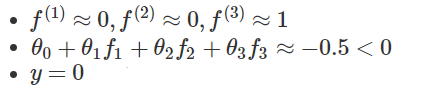 • f⁽¹⁾ ≈ 0, f⁽²⁾ ≈ 0, f⁽³⁾ ≈ 1
• θ₀ + θ₁f₁ + θ₂f₂ + θ₃f₃ ≈ −0.5 < 0
• y = 0